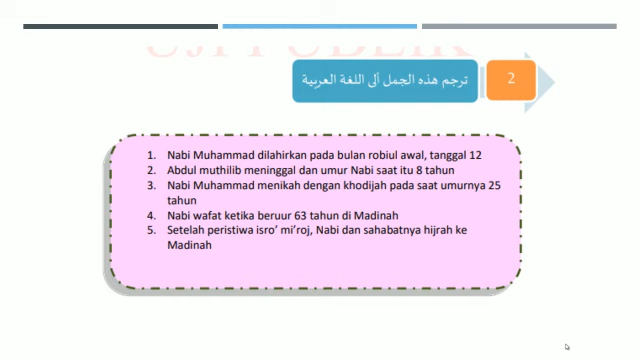 UJI PUBLIK
ترجم هذه الجمل ألى اللغة العربية
2
1. Nabi Muhammad dilahirkan pada bulan robiul awal, tanggal 12
2. Abdul muthilib meninggal dan umur Nabi saat itu 8 tahun
3. Nabi Muhammad menikah dengan khodijah pada saat umurnya 25
tahun
4. Nabi wafat ketika beruur 63 tahun di Madinah
5. Setelah peristiwa isro’ mi’roj, Nabi dan sahabatnya hijrah ke
Madinah